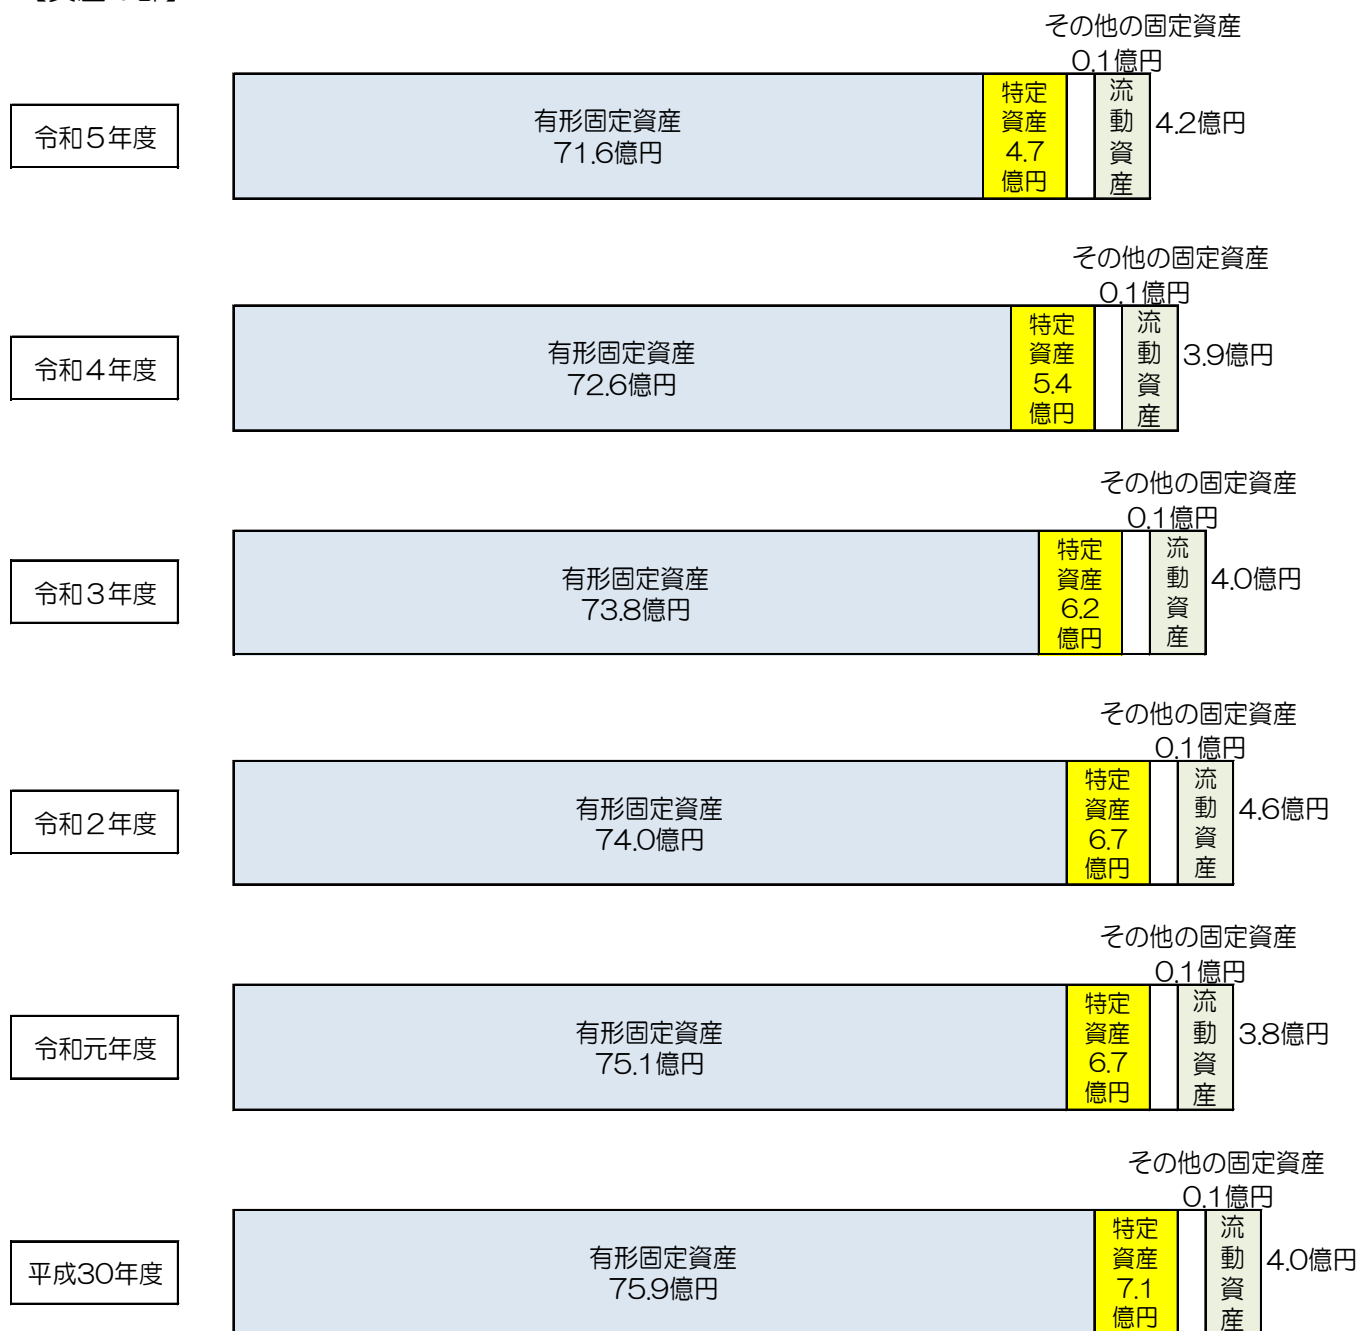 その他の固定資産
0.1億円
令和5年度
有形固定資産
71.6億円
特定
資産
4.7
億円
流
動
資
産
4.2億円
その他の固定資産
0.1億円
令和4年度
有形固定資産
72.6億円
特定
資産
5.4
億円
流
動
資
産
3.9億円
その他の固定資産
0.1億円
令和3年度
有形固定資産
73.8億円
特定
資産
6.2
億円
流
動
資
産
4.0億円
その他の固定資産
0.1億円
令和2年度
有形固定資産
74.0億円
特定
資産
6.7
億円
流
動
資
産
4.6億円
その他の固定資産
0.1億円
令和元年度
有形固定資産
75.1億円
特定
資産
6.7
億円
流
動
資
産
3.8億円
その他の固定資産
0.1億円
平成30年度
有形固定資産
75.9億円
特定
資産
7.1
億円
流
動
資
産
4.0億円